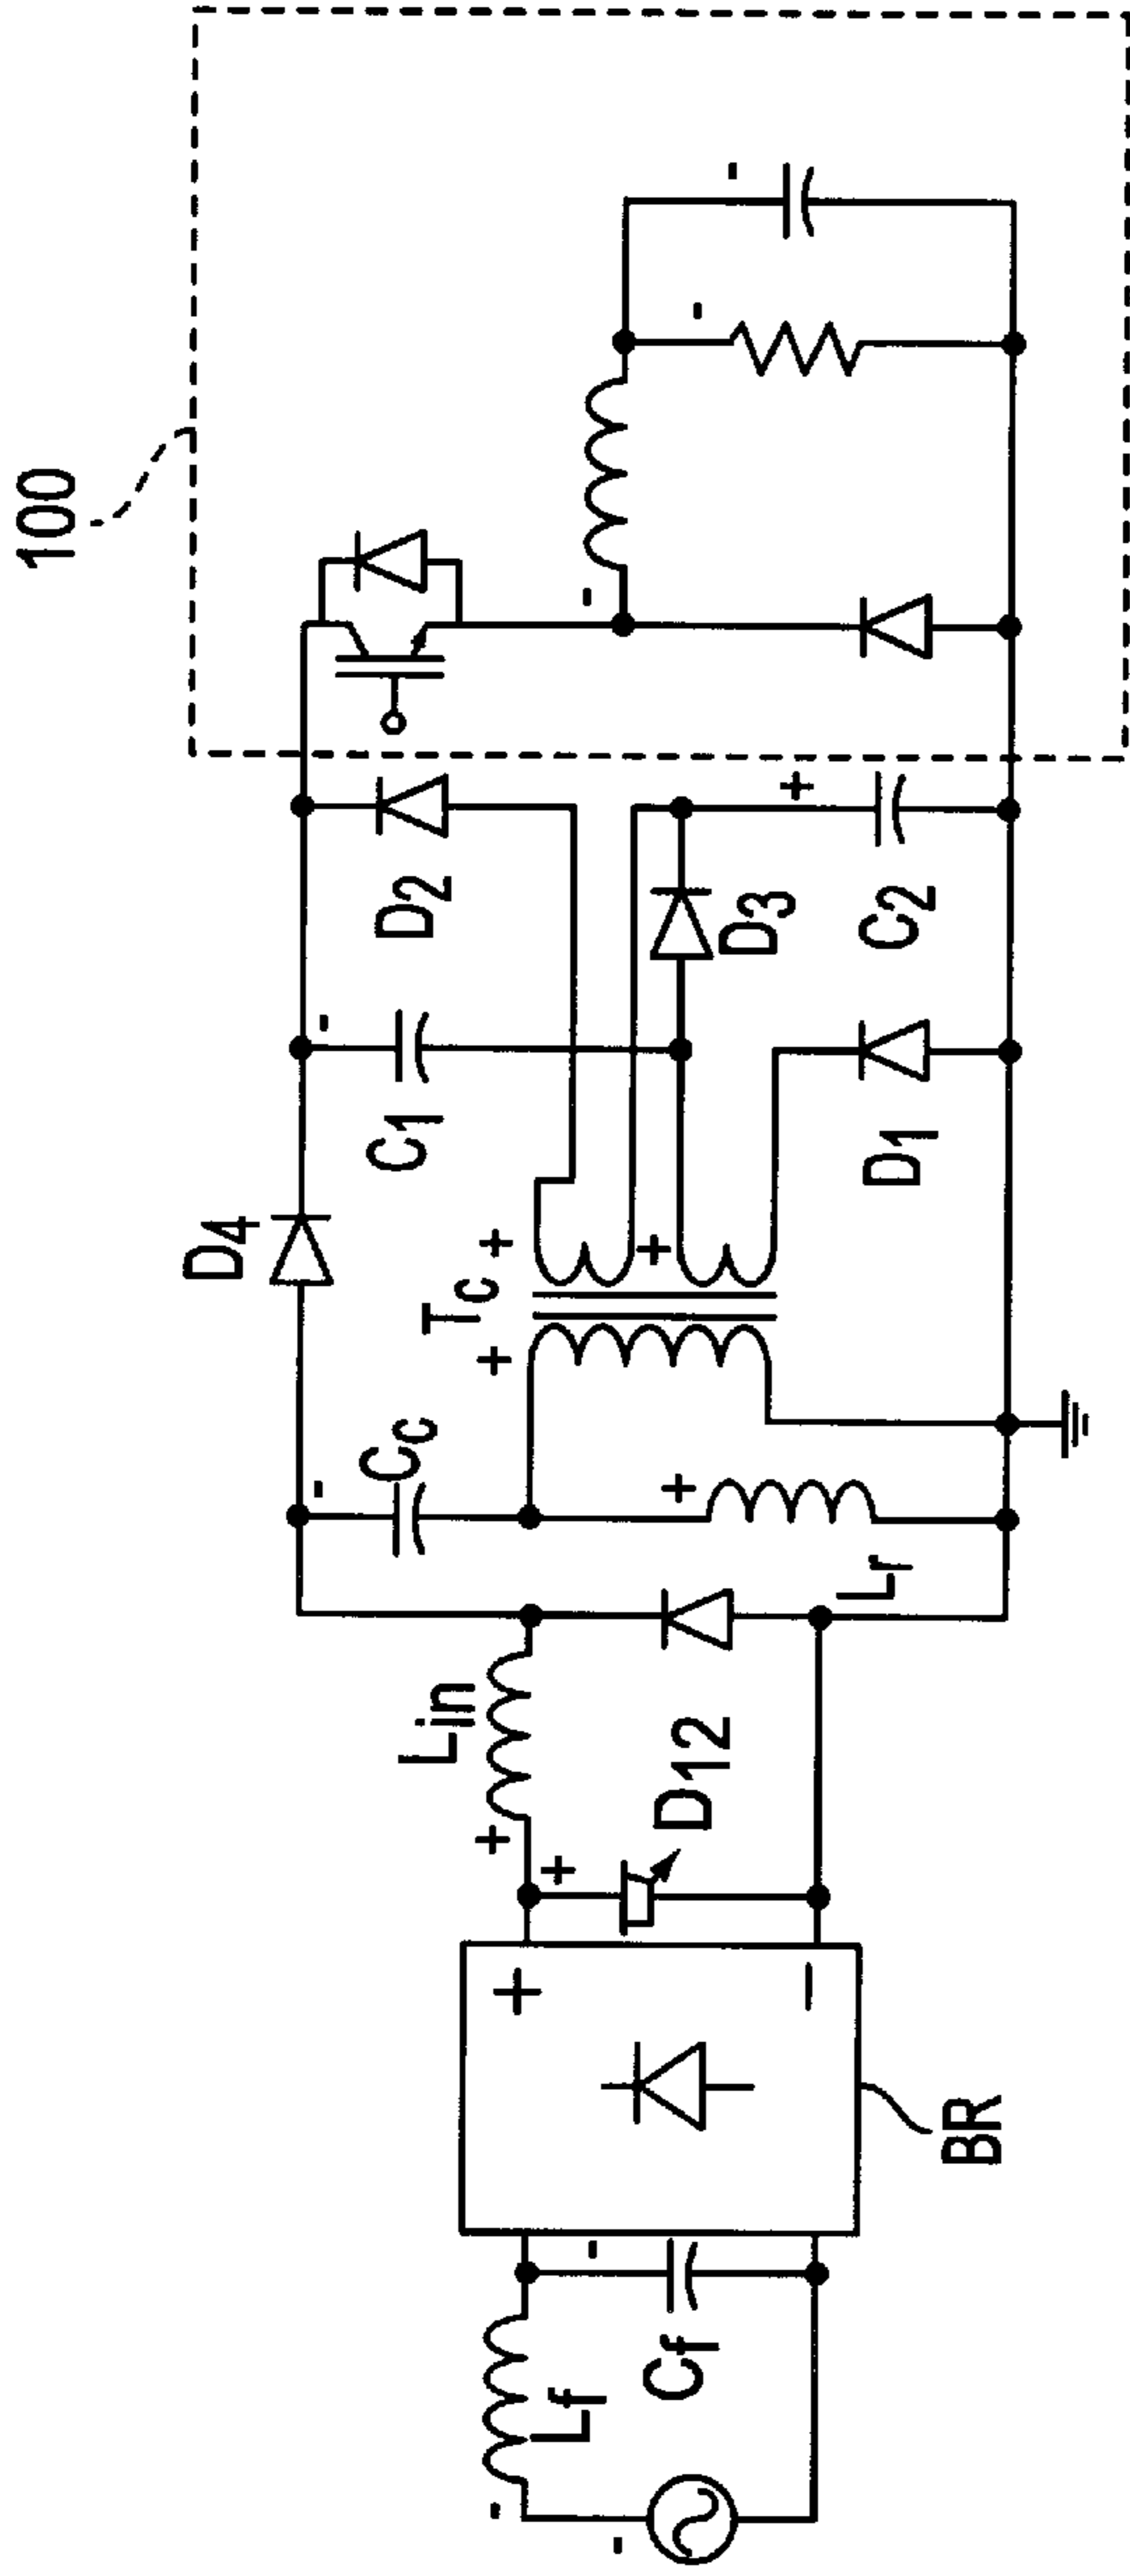 100
D4
D2
C1
D3
C2
D1
TC
CC
Lr
Lin
D12
+
−
BR
Lf
Cf